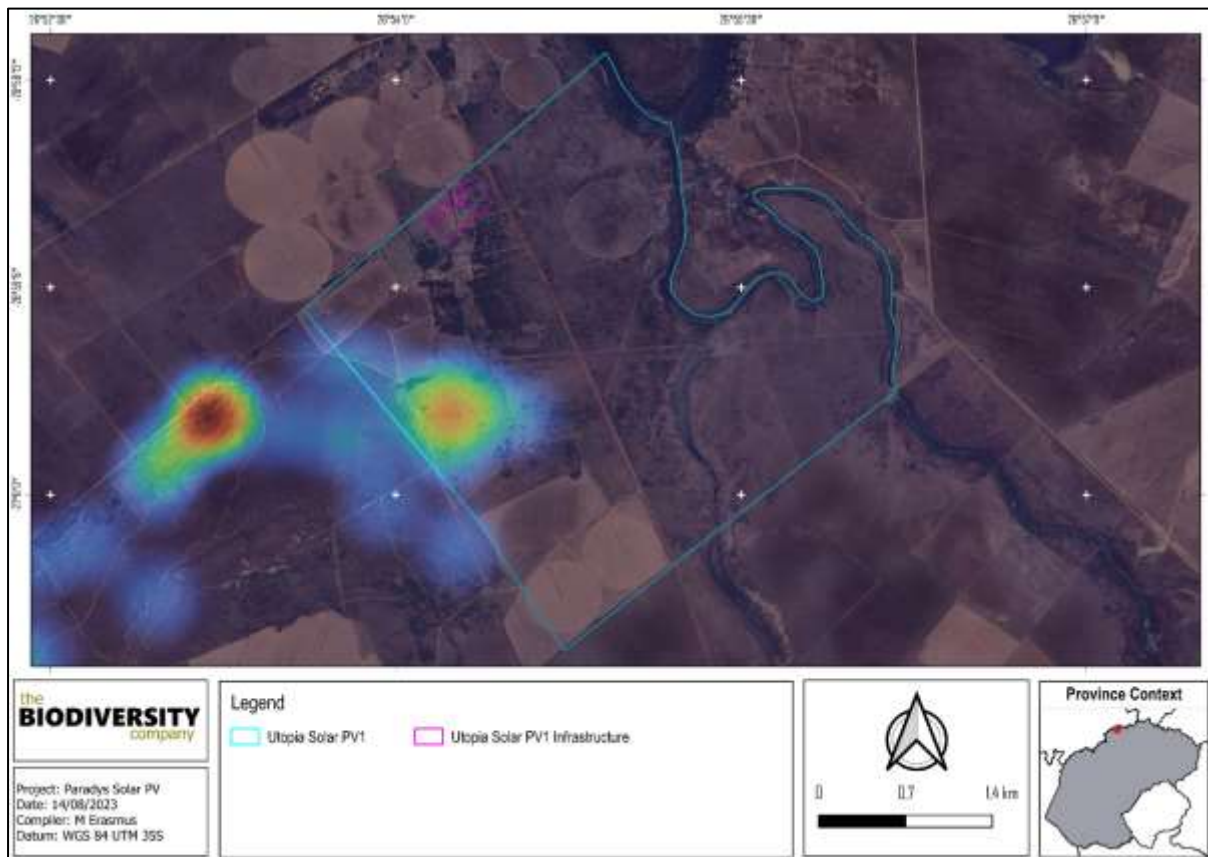 the
BIODIVERSITY
company
Project: Paradys Solar PV
Date: 14/08/2023
Compiler: M Erasmus
Datum: WGS 84 UTM 35S
Legend
Utopia Solar PV1
Utopia Solar PV1 Infrastructure
0
0,7
1,4 km
Province Context